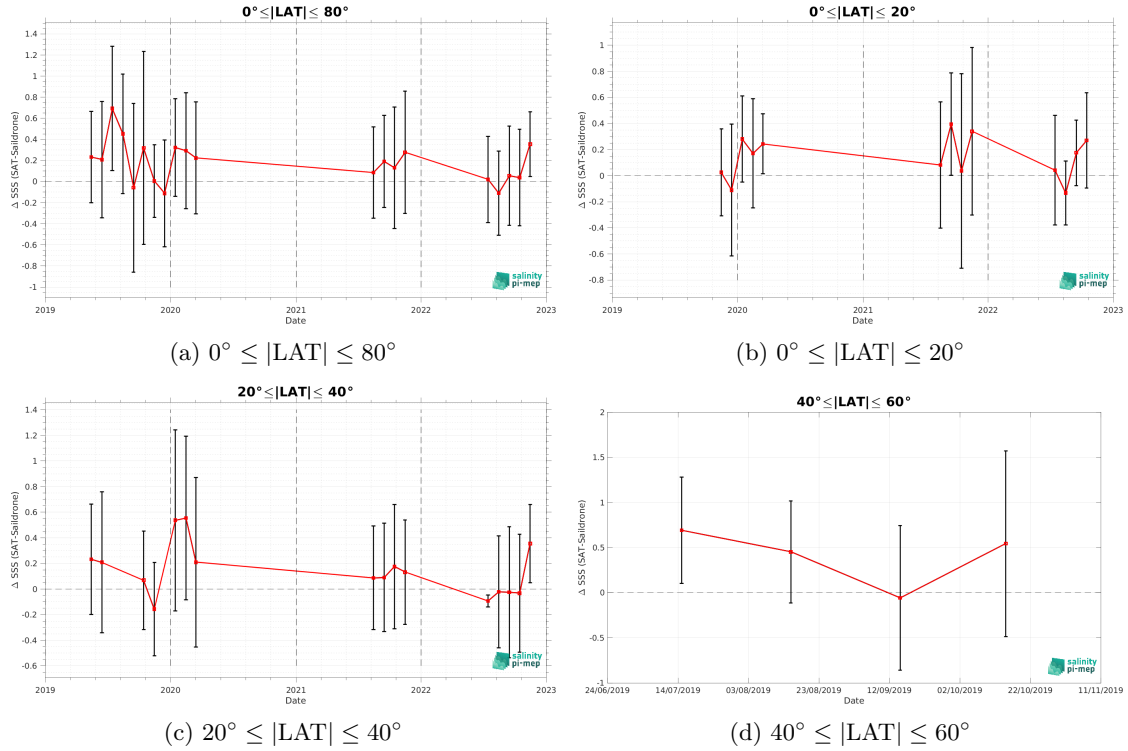 0°≤|LAT|≤ 80°
Δ SSS (SAT-Saildrone)
1.4
1.2
1
0.8
0.6
0.4
0.2
0
-0.2
-0.4
-0.6
-0.8
-1
2019 2020 2021 2022 2023
Date
salinity
pi-mep
(a) 0° ≤ |LAT| ≤ 80°
0°≤|LAT|≤ 20°
Δ SSS (SAT-Saildrone)
1
0.8
0.6
0.4
0.2
0
-0.2
-0.4
-0.6
-0.8
2019 2020 2021 2022 2023
Date
salinity
pi-mep
(b) 0° ≤ |LAT| ≤ 20°
20°≤|LAT|≤ 40°
Δ SSS (SAT-Saildrone)
1.4
1.2
1
0.8
0.6
0.4
0.2
0
-0.2
-0.4
-0.6
2019 2020 2021 2022 2023
Date
salinity
pi-mep
(c) 20° ≤ |LAT| ≤ 40°
40°≤|LAT|≤ 60°
Δ SSS (SAT-Saildrone)
2
1.5
1
0.5
0
-0.5
-1
24/06/2019 14/07/2019 03/08/2019 23/08/2019 12/09/2019 02/10/2019 22/10/2019 11/11/2019
Date
salinity
pi-mep
(d) 40° ≤ |LAT| ≤ 60°